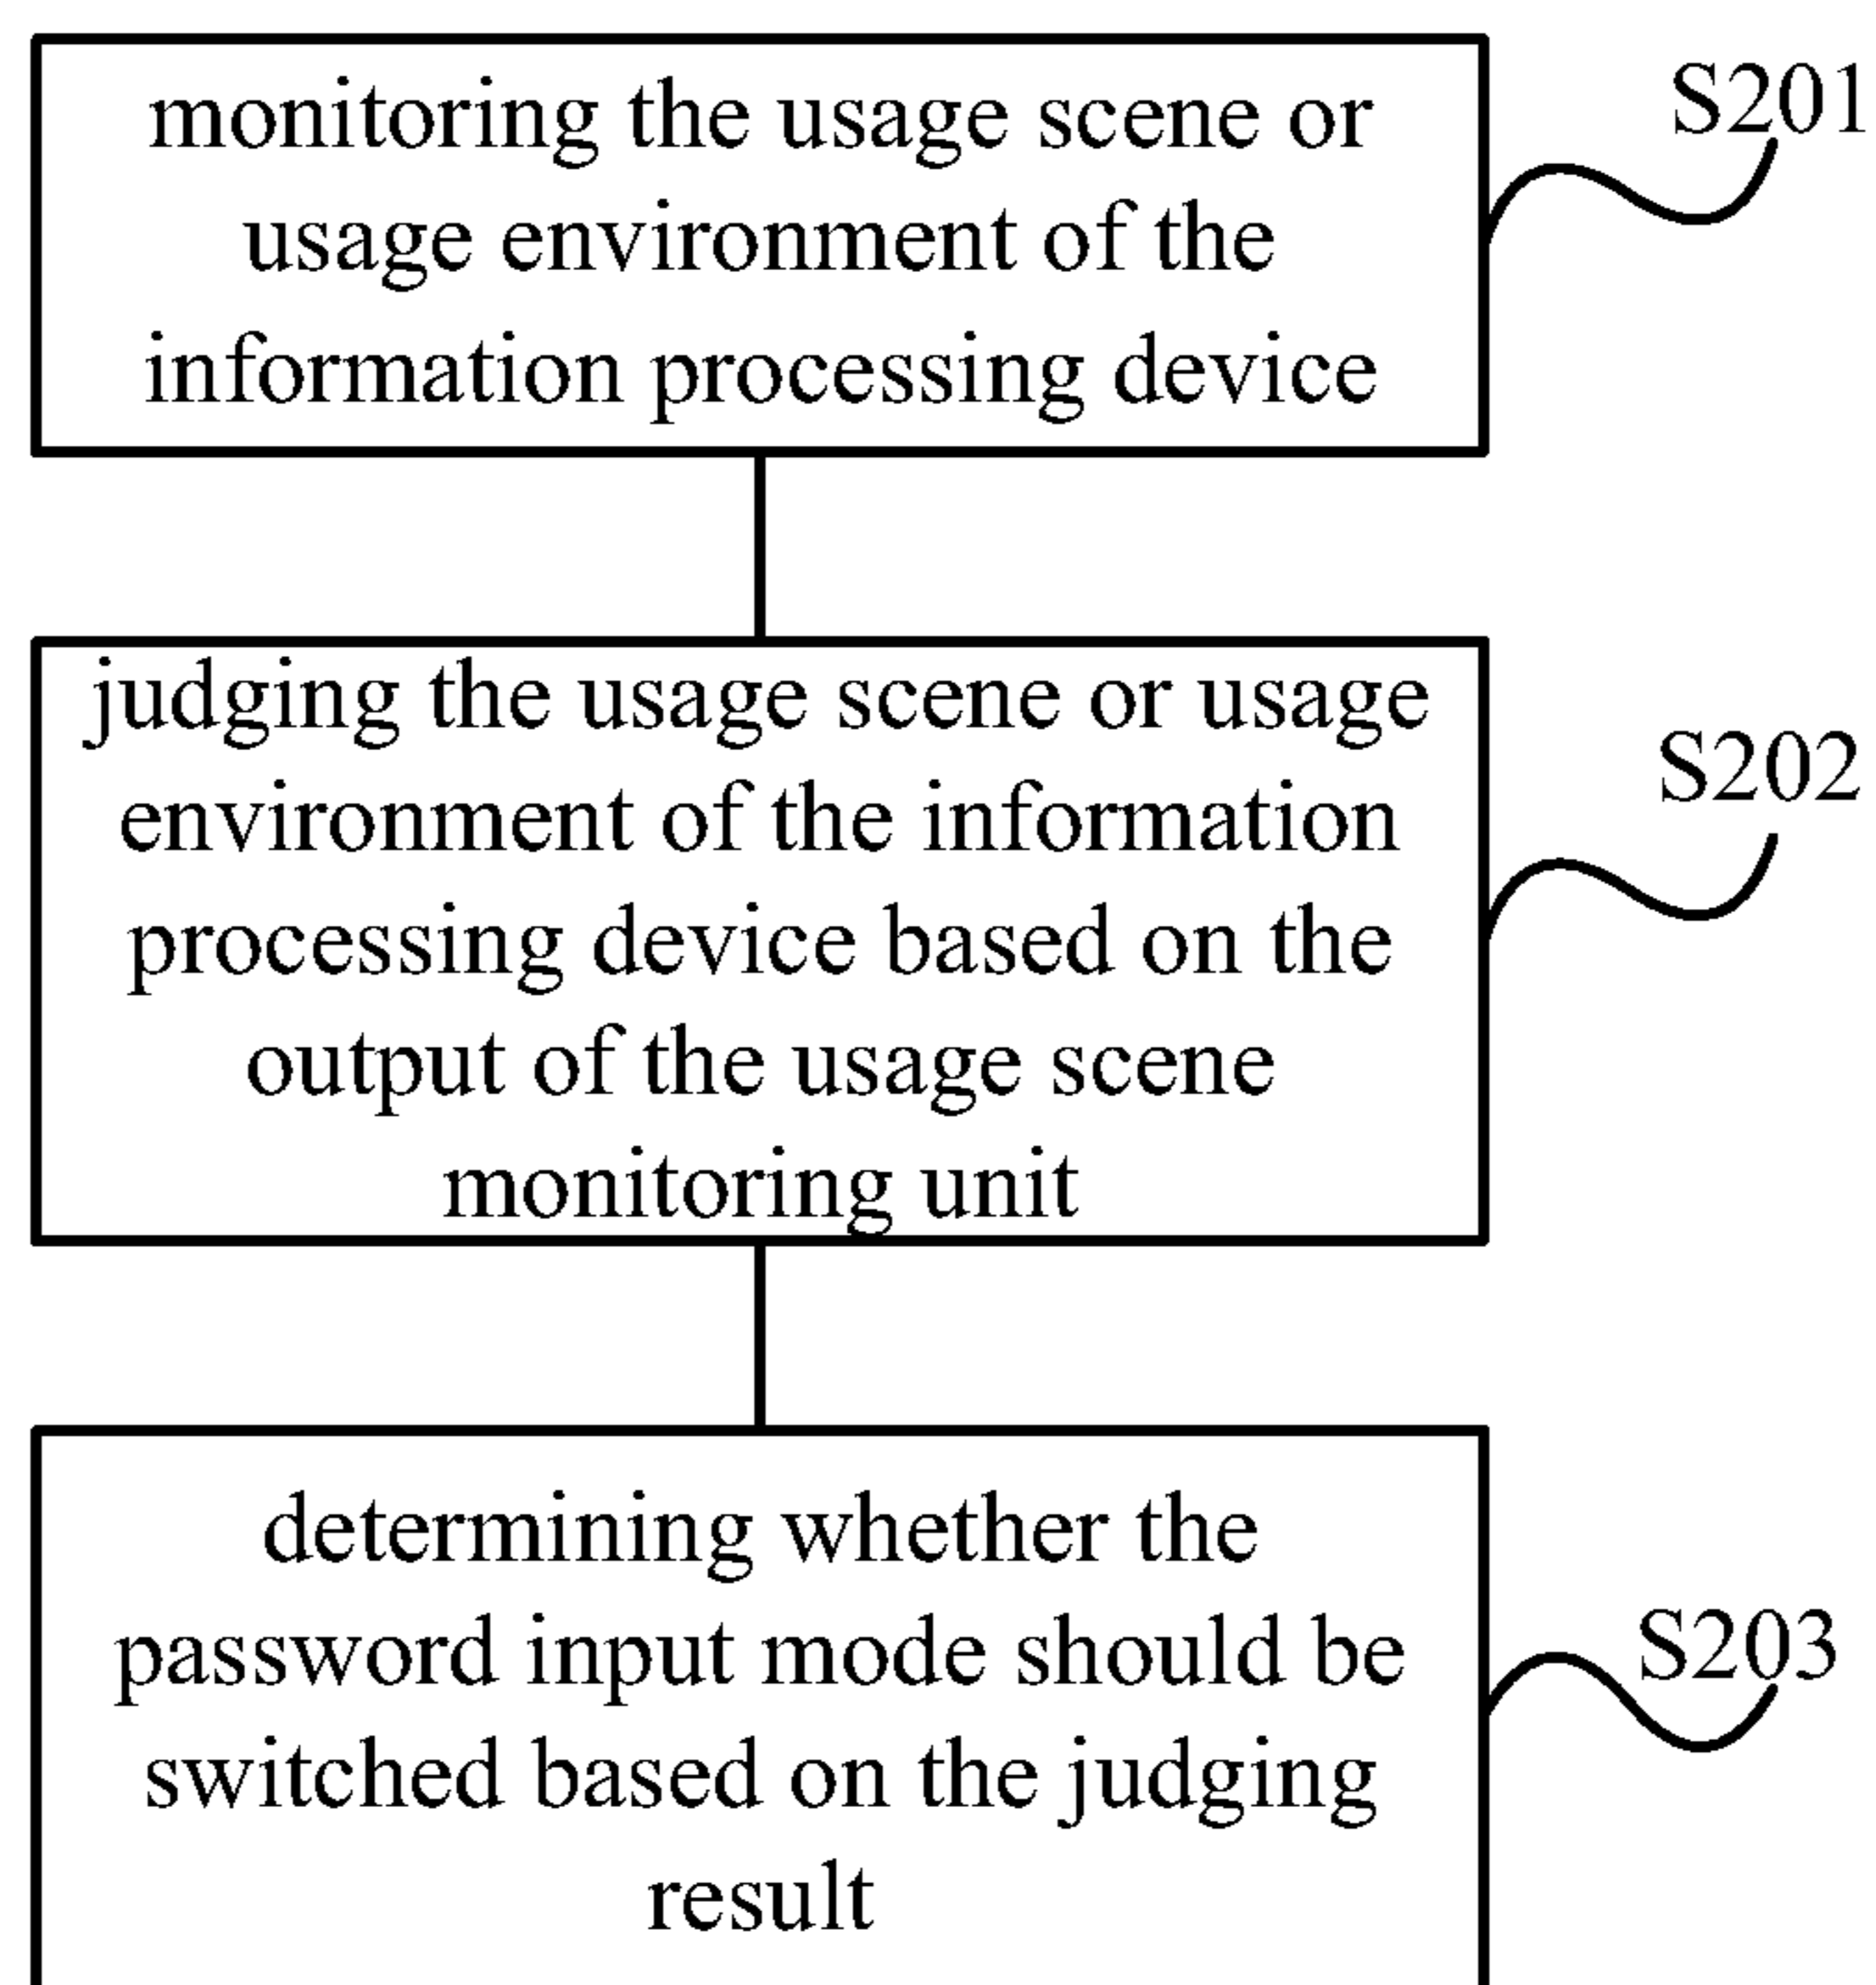 monitoring the usage scene or
usage environment of the
information processing device
S201
judging the usage scene or usage
environment of the information
processing device based on the
output of the usage scene
monitoring unit
S202
determining whether the
password input mode should be
switched based on the judging
result
S203